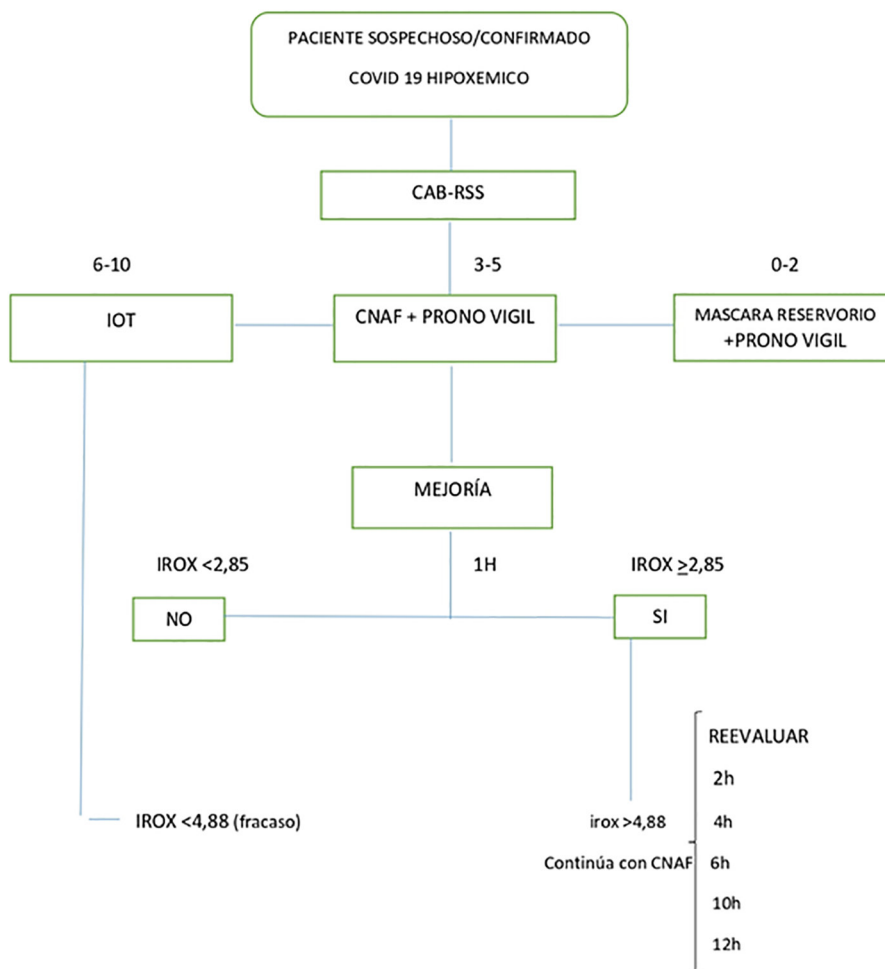 PACIENTE SOSPECHOSO/CONFIRMADO
COVID 19 HIPOXEMICO
CAB-RSS
6-10
3-5
0-2
IOT
CNAF + PRONO VIGIL
MASCARA RESERVORIO
+PRONO VIGIL
MEJORÍA
IROX <2,85
1H
IROX ≥2,85
NO
SI
REEVALUAR
2h
IROX <4,88 (fracaso)
irox >4,88
4h
Continúa con CNAF
6h
10h
12h